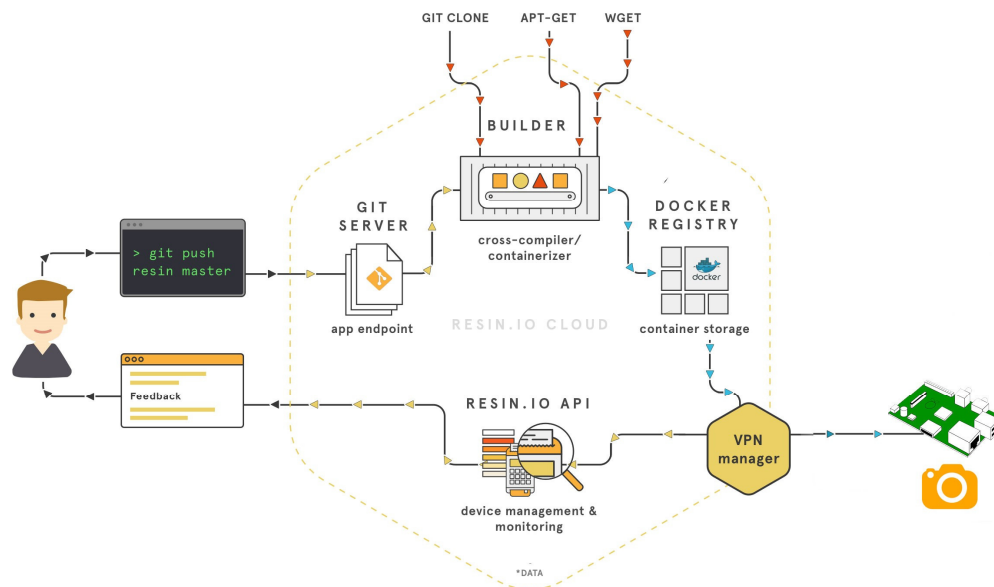 GIT CLONE
APT-GET
WGET
BUILDER
GIT
SERVER
DOCKER
REGISTRY
> git push
resin master
cross-compiler/
containerizer
docker
app endpoint
RESIN.IO CLOUD
container storage
Feedback
RESIN.IO API
VPN
manager
device management &
monitoring
*DATA